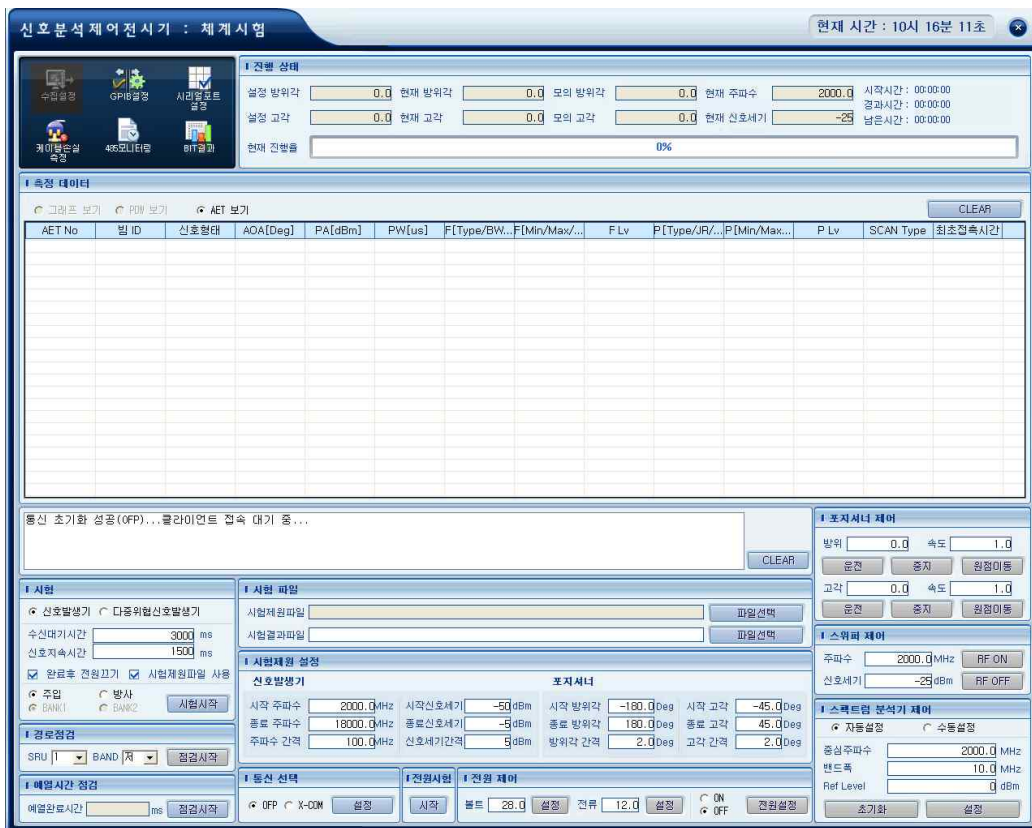 신호분석제어전시기 : 체계시험
현재 시간 : 10시 16분 11초
수집설정
GPIB설정
시리얼포트
설정
케이블손실
측정
485모니터링
BIT결과
진행 상태
설정 방위각 0.0 현재 방위각 0.0 모의 방위각 0.0 현재 주파수 2000.0
설정 고각 0.0 현재 고각 0.0 모의 고각 0.0 현재 신호세기 -25
시작시간 : 00:00:00
경과시간 : 00:00:00
남은시간 : 00:00:00
현재 진행율 0%
측정 데이터
그래프 보기 PDW 보기 AET 보기 CLEAR
AET No 빔 ID 신호형태 AOA[Deg] PA[dBm] PW[us] F[Type/BW... F[Min/Max/... F Lv P[Type/JR/... P[Min/Max... P Lv SCAN Type 최초접촉시간
통신 초기화 성공(OFP)...클라이언트 접속 대기 중...
CLEAR
포지셔너 제어
방위 0.0 속도 1.0
운전 중지 원점이동
고각 0.0 속도 1.0
운전 중지 원점이동
시험
신호발생기 다중위협신호발생기
수신대기시간 3000 ms
신호지속시간 1500 ms
완료후 전원끄기 시험제원파일 사용
주입 방사
BANK1 BANK2
시험시작
시험 파일
시험제원파일 파일선택
시험결과파일 파일선택
시험제원 설정
신호발생기 포지셔너
시작 주파수 2000.0 MHz 시작신호세기 -50 dBm 시작 방위각 -180.0 Deg 시작 고각 -45.0 Deg
종료 주파수 18000.0 MHz 종료신호세기 -5 dBm 종료 방위각 180.0 Deg 종료 고각 45.0 Deg
주파수 간격 100.0 MHz 신호세기간격 5 dBm 방위각 간격 2.0 Deg 고각 간격 2.0 Deg
스위퍼 제어
주파수 2000.0 MHz RF ON
신호세기 -25 dBm RF OFF
스펙트럼 분석기 제어
자동설정 수동설정
중심주파수 2000.0 MHz
밴드폭 10.0 MHz
Ref Level 0 dBm
초기화 설정
경로점검
SRU 1 BAND 저 점검시작
예열시간 점검
예열완료시간 ms 점검시작
통신 선택
OFP X-COM 설정
전원시험
시작
전원 제어
볼트 28.0 설정 전류 12.0 설정 ON OFF 전원설정